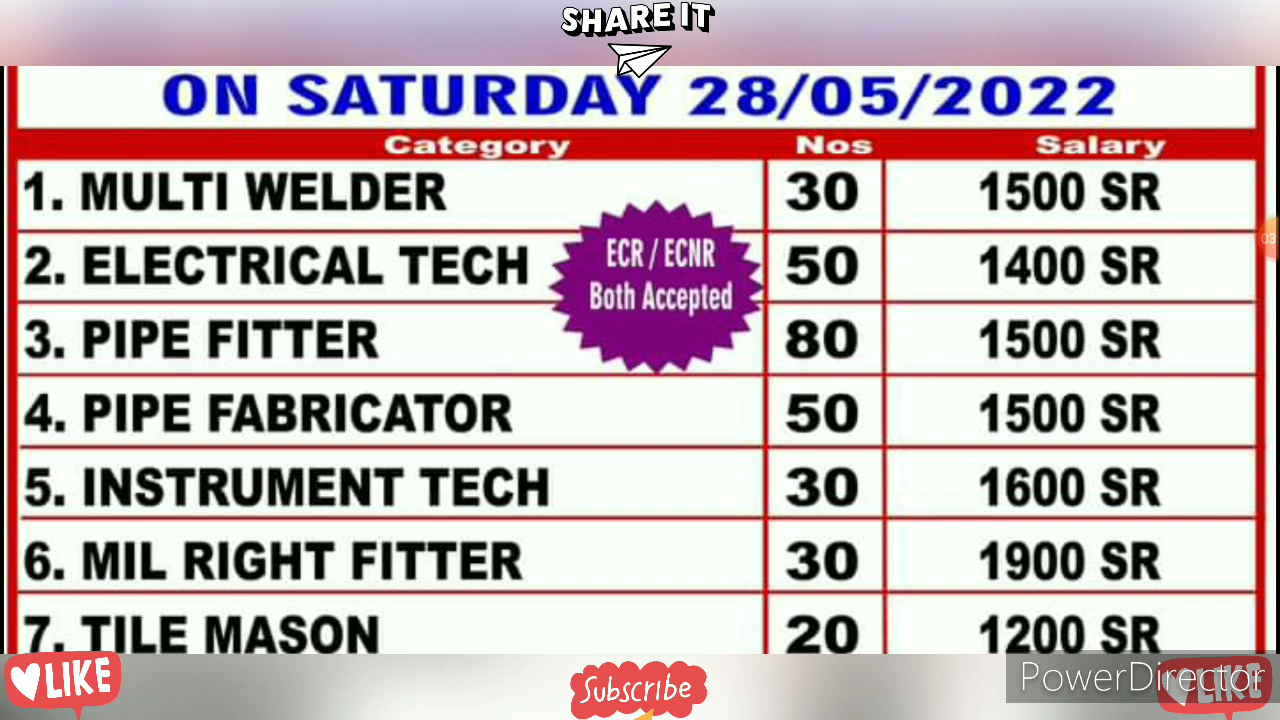 SHARE IT
ON SATURDAY 28/05/2022
Category Nos Salary
1. MULTI WELDER 30 1500 SR
2. ELECTRICAL TECH 50 1400 SR
ECR / ECNR
Both Accepted
3. PIPE FITTER 80 1500 SR
4. PIPE FABRICATOR 50 1500 SR
5. INSTRUMENT TECH 30 1600 SR
6. MIL RIGHT FITTER 30 1900 SR
7. TILE MASON 20 1200 SR
LIKE
Subscribe
PowerDirector
LIKE
03